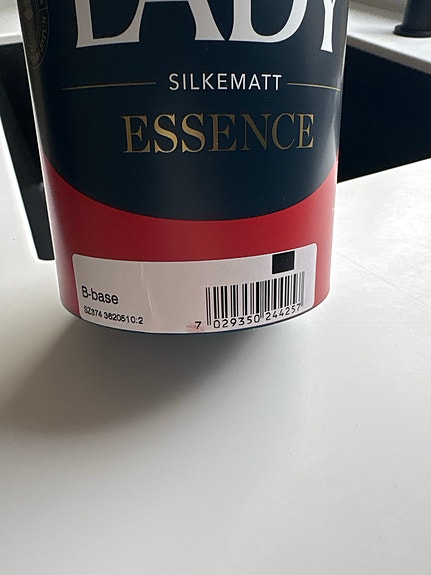 LADY
SILKEMATT
ESSENCE
B-base
SZ374 3620510:2
7 029350 244257